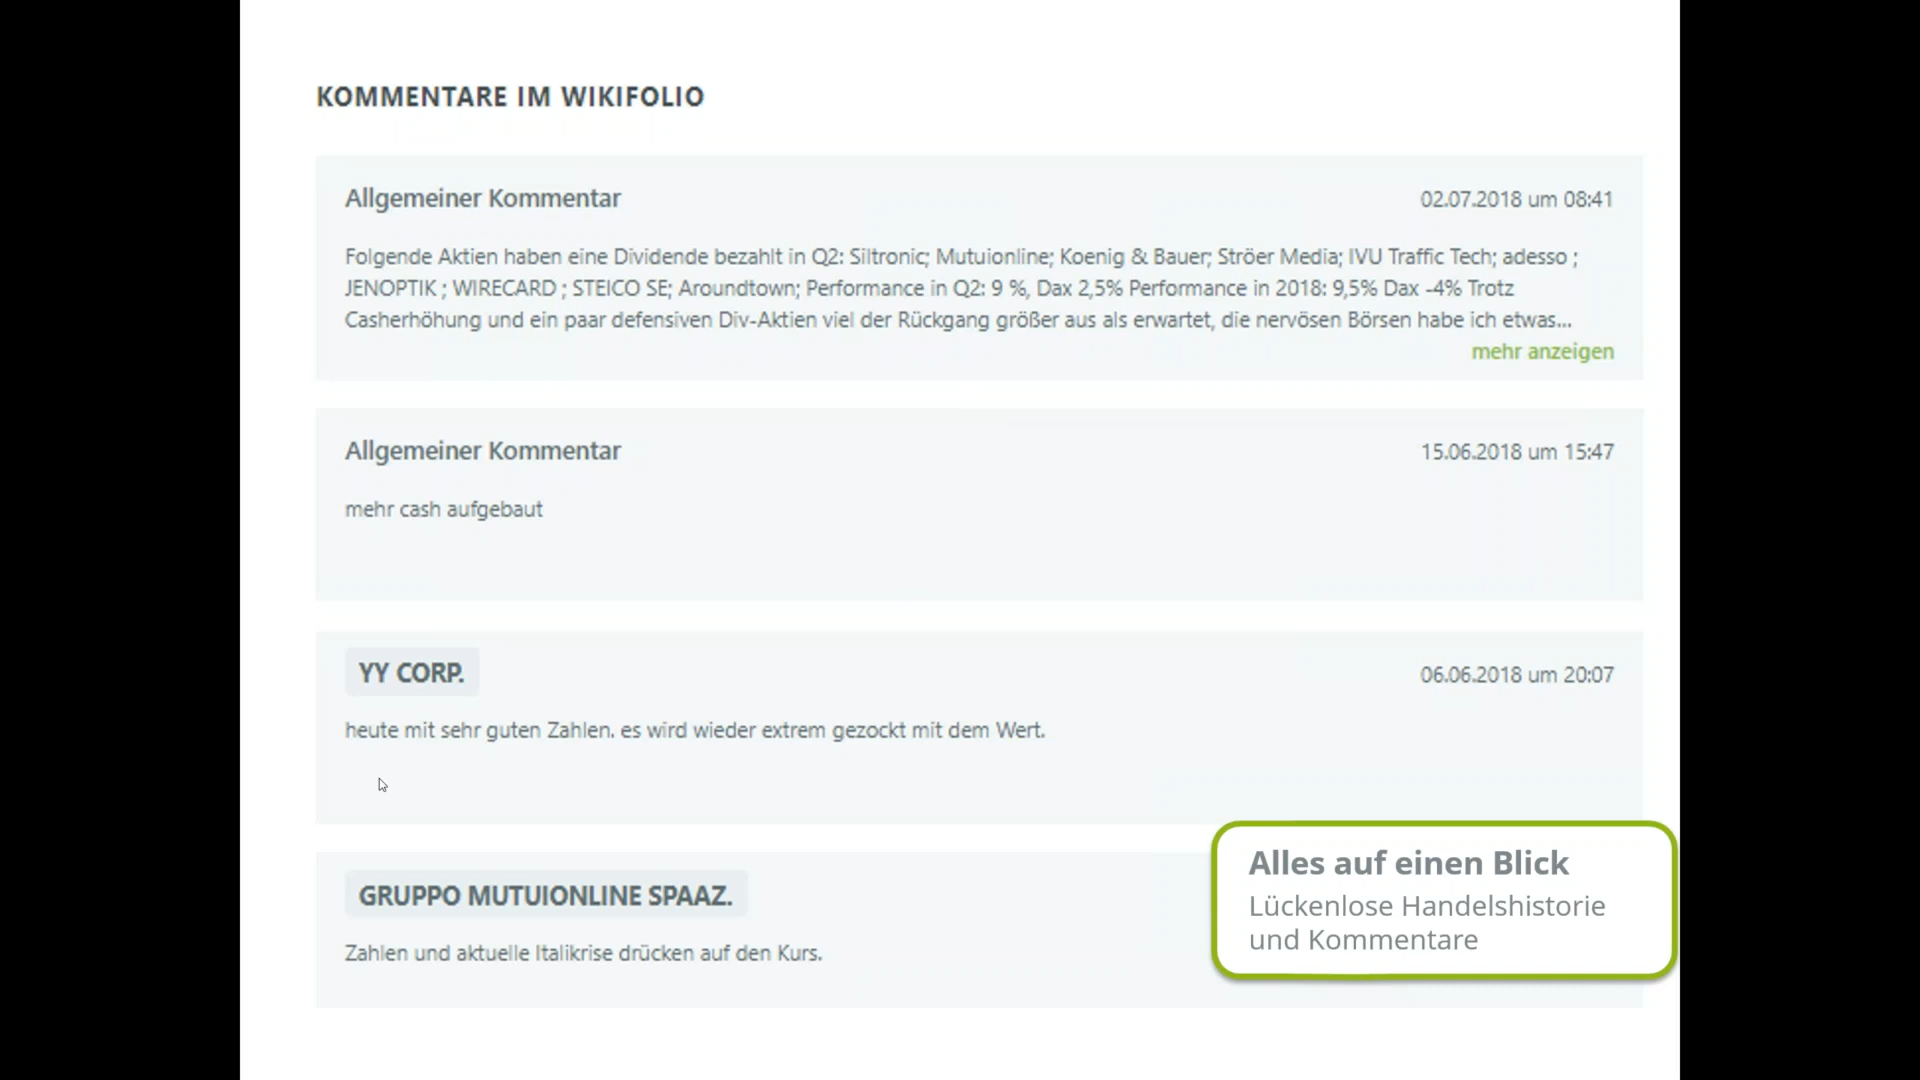 KOMMENTARE IM WIKIFOLIO
Allgemeiner Kommentar
02.07.2018 um 08:41
Folgende Aktien haben eine Dividende bezahlt in Q2: Siltronic; Mutuionline; Koenig & Bauer; Ströer Media; IVU Traffic Tech; adesso ;
JENOPTIK ; WIRECARD ; STEICO SE; Aroundtown; Performance in Q2: 9 %, Dax 2,5% Performance in 2018: 9,5% Dax -4% Trotz
Casherhöhung und ein paar defensiven Div-Aktien viel der Rückgang größer aus als erwartet, die nervösen Börsen habe ich etwas...
mehr anzeigen
Allgemeiner Kommentar
15.06.2018 um 15:47
mehr cash aufgebaut
YY CORP.
06.06.2018 um 20:07
heute mit sehr guten Zahlen. es wird wieder extrem gezockt mit dem Wert.
GRUPPO MUTUIONLINE SPAAZ.
Zahlen und aktuelle Italikrise drücken auf den Kurs.
Alles auf einen Blick
Lückenlose Handelshistorie
und Kommentare